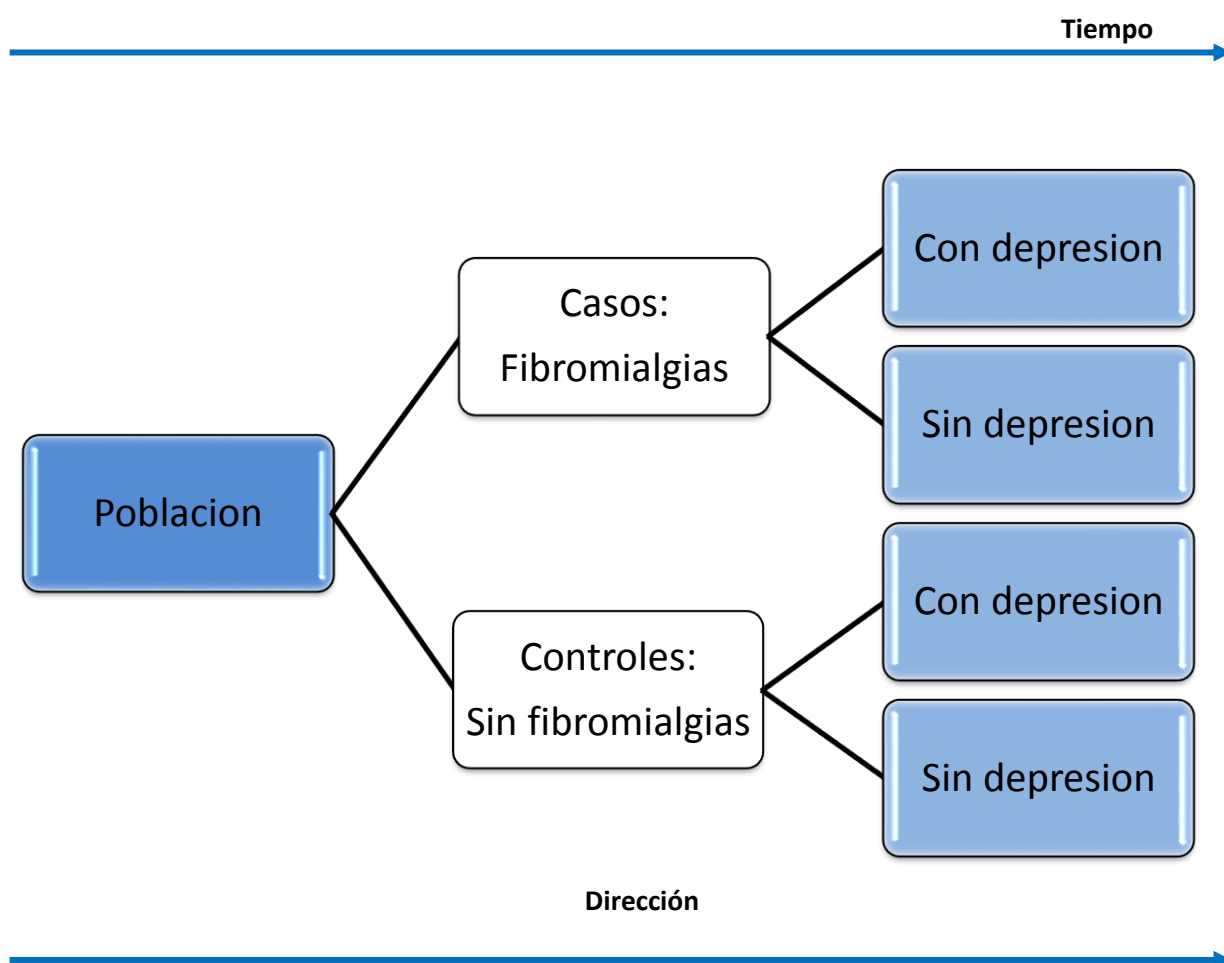 Tiempo
Con depresion
Casos:
Fibromialgias
Sin depresion
Poblacion
Con depresion
Controles:
Sin fibromialgias
Sin depresion
Dirección